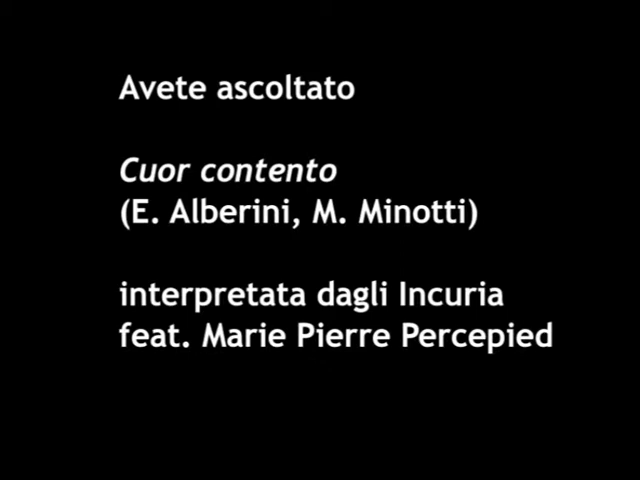 Avete ascoltato
Cuor contento
(E. Alberini, M. Minotti)
interpretata dagli Incuria
feat. Marie Pierre Percepied